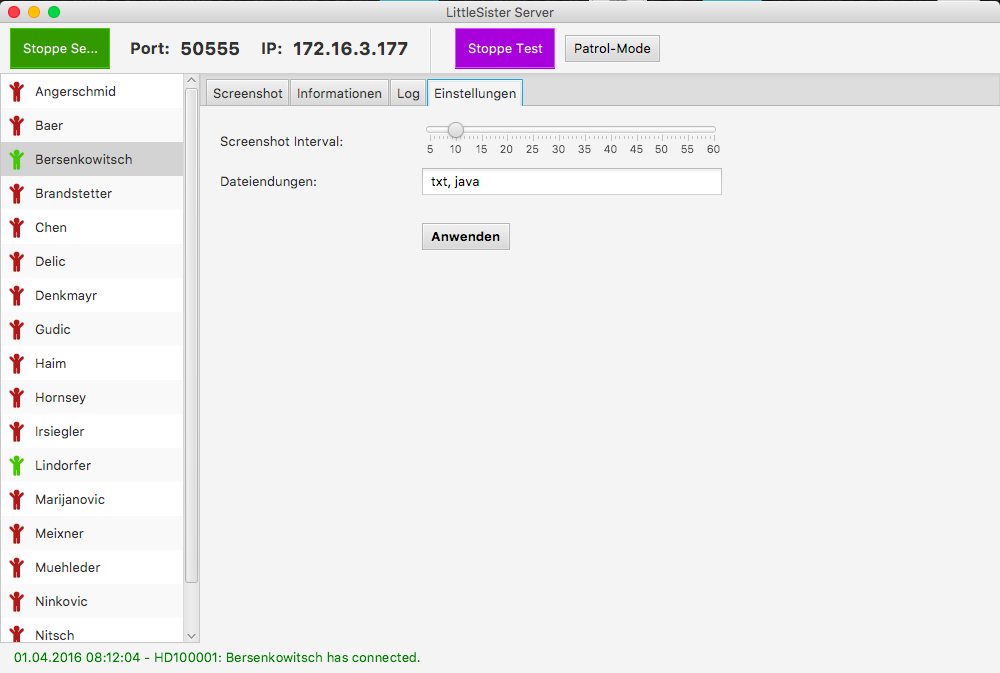 LittleSister Server
Stoppe Se... Port: 50555 IP: 172.16.3.177 Stoppe Test Patrol-Mode
Screenshot Informationen Log Einstellungen
Angerschmid
Baer
Bersenkowitsch
Brandstetter
Chen
Delic
Denkmayr
Gudic
Haim
Hornsey
Irsiegler
Lindorfer
Marijanovic
Meixner
Muehleder
Ninkovic
Nitsch
Screenshot Interval:
5 10 15 20 25 30 35 40 45 50 55 60
Dateiendungen: txt, java
Anwenden
01.04.2016 08:12:04 - HD100001: Bersenkowitsch has connected.